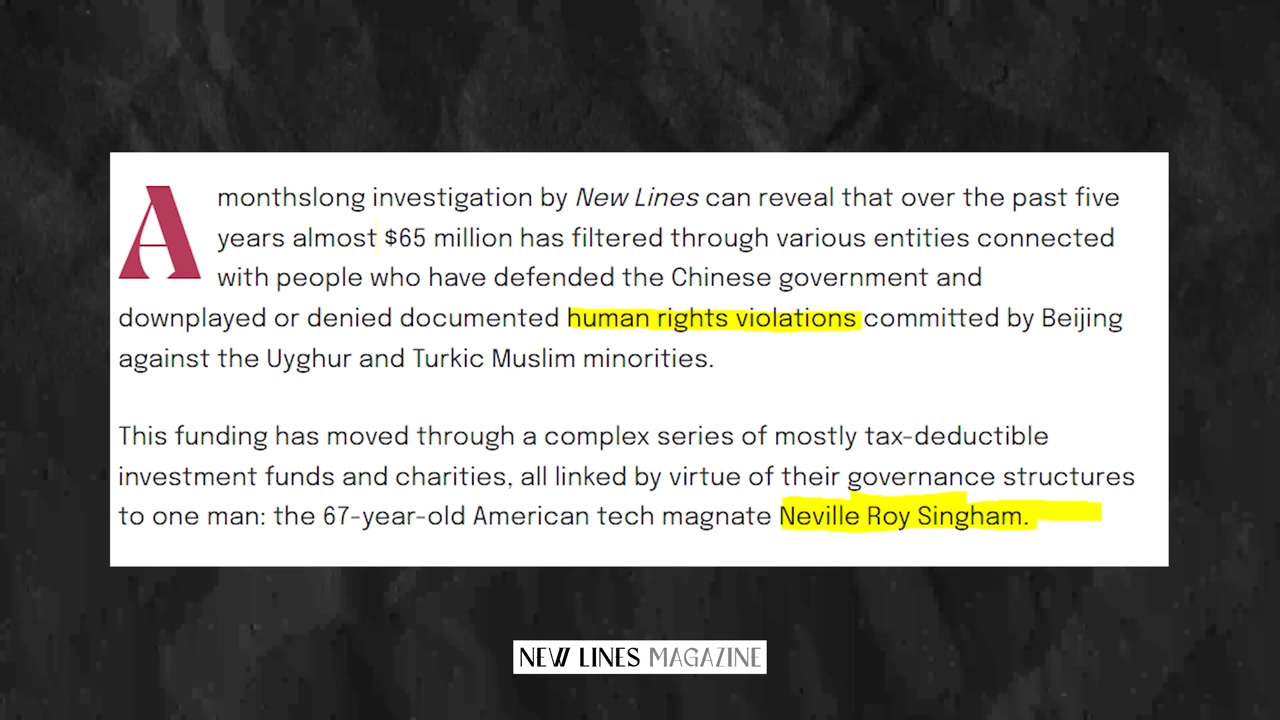 A monthslong investigation by New Lines can reveal that over the past five
years almost $65 million has filtered through various entities connected
with people who have defended the Chinese government and
downplayed or denied documented human rights violations committed by Beijing
against the Uyghur and Turkic Muslim minorities.
This funding has moved through a complex series of mostly tax-deductible
investment funds and charities, all linked by virtue of their governance structures
to one man: the 67-year-old American tech magnate Neville Roy Singham.
NEW LINES MAGAZINE